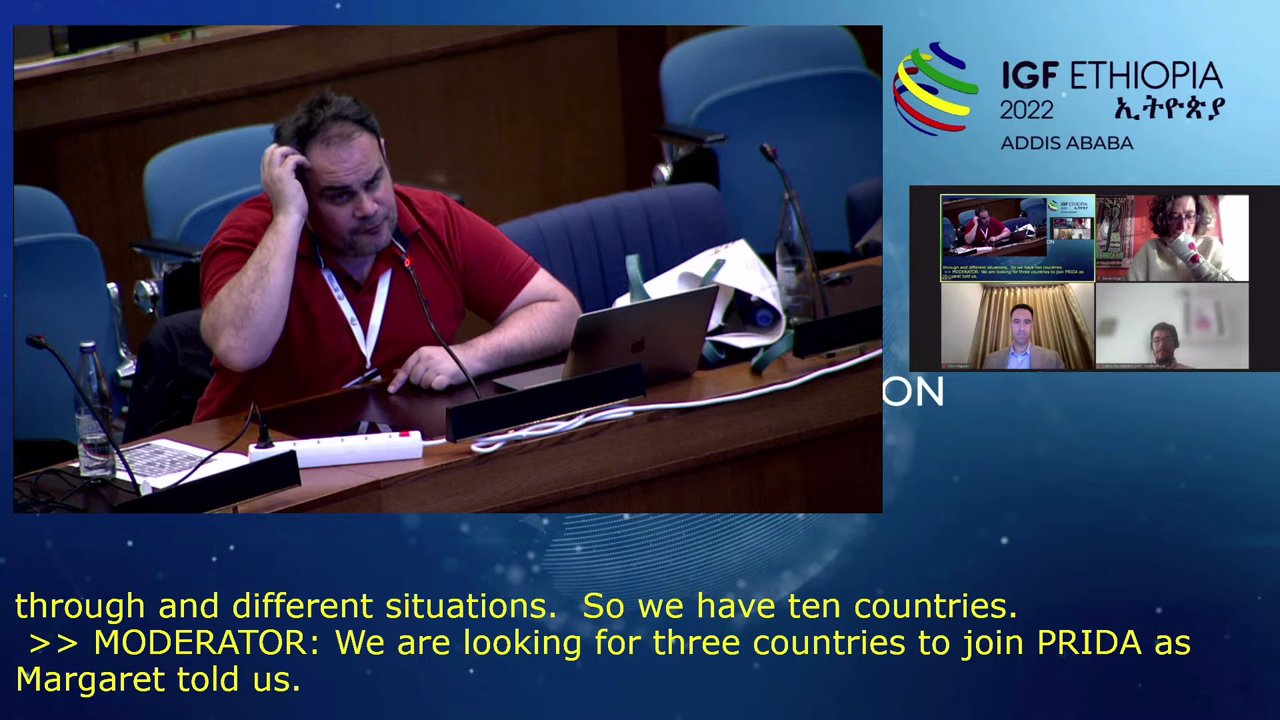 IGF ETHIOPIA
2022 ኢትዮጵያ
ADDIS ABABA
ON
through and different situations. So we have ten countries.
>> MODERATOR: We are looking for three countries to join PRIDA as
Margaret told us.